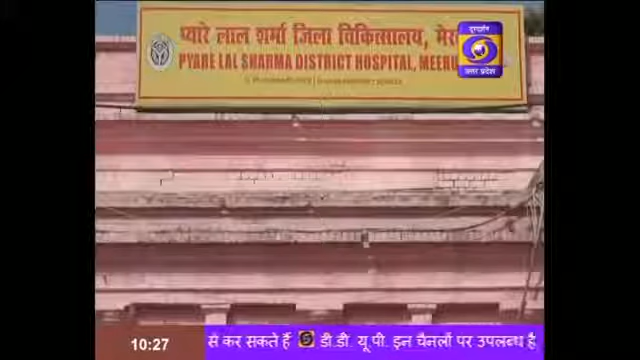 प्यारे लाल शर्मा जिला चिकित्सालय, मेर
PYARE LAL SHARMA DISTRICT HOSPITAL, MEERU
दूरदर्शन
उत्तर प्रदेश
10:27
से कर सकते हैं डी.डी. यू.पी. इन चैनलों पर उपलब्ध है